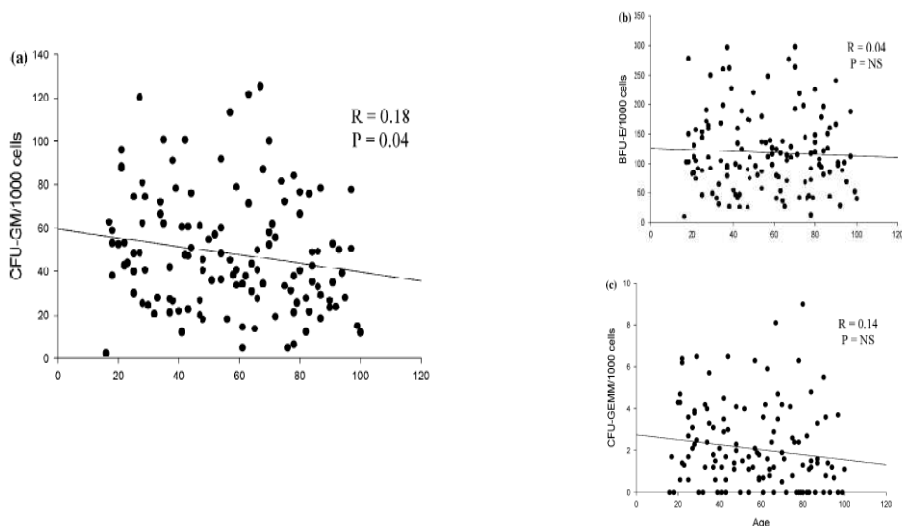 (a)
140
120
100
80
60
40
20
0
CFU-GM/1000 cells
R = 0.18
P = 0.04
0 20 40 60 80 100 120
(b)
350
300
250
200
150
100
50
0
BFU-E/1000 cells
R = 0.04
P = NS
0 20 40 60 80 100 120
(c)
10
8
6
4
2
0
CFU-GEMM/1000 cells
R = 0.14
P = NS
0 20 40 60 80 100 120
Age